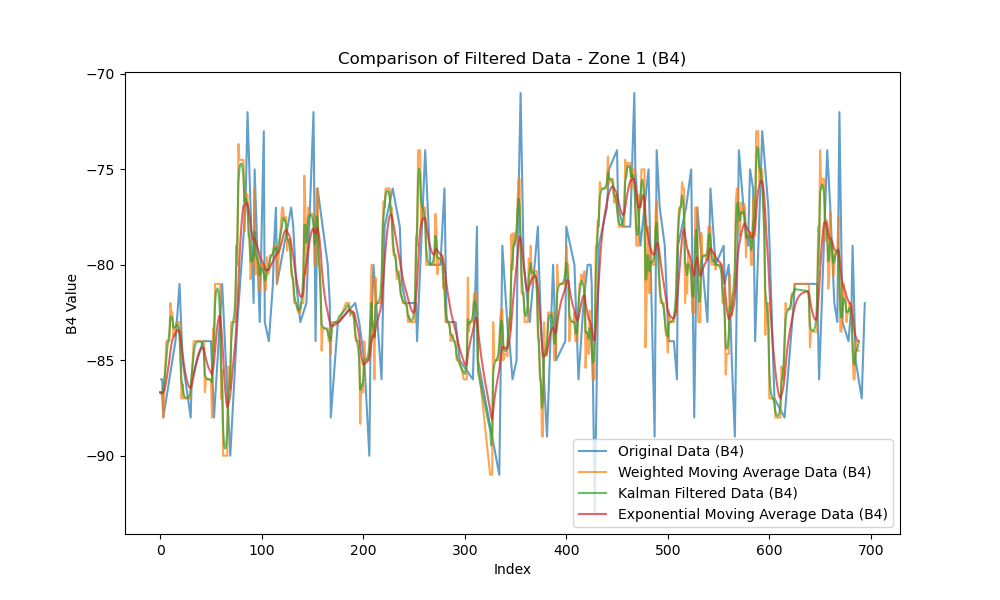 Comparison of Filtered Data - Zone 1 (B4)
−70
−75
−80
−85
−90
B4 Value
0 100 200 300 400 500 600 700
Index
Original Data (B4)
Weighted Moving Average Data (B4)
Kalman Filtered Data (B4)
Exponential Moving Average Data (B4)